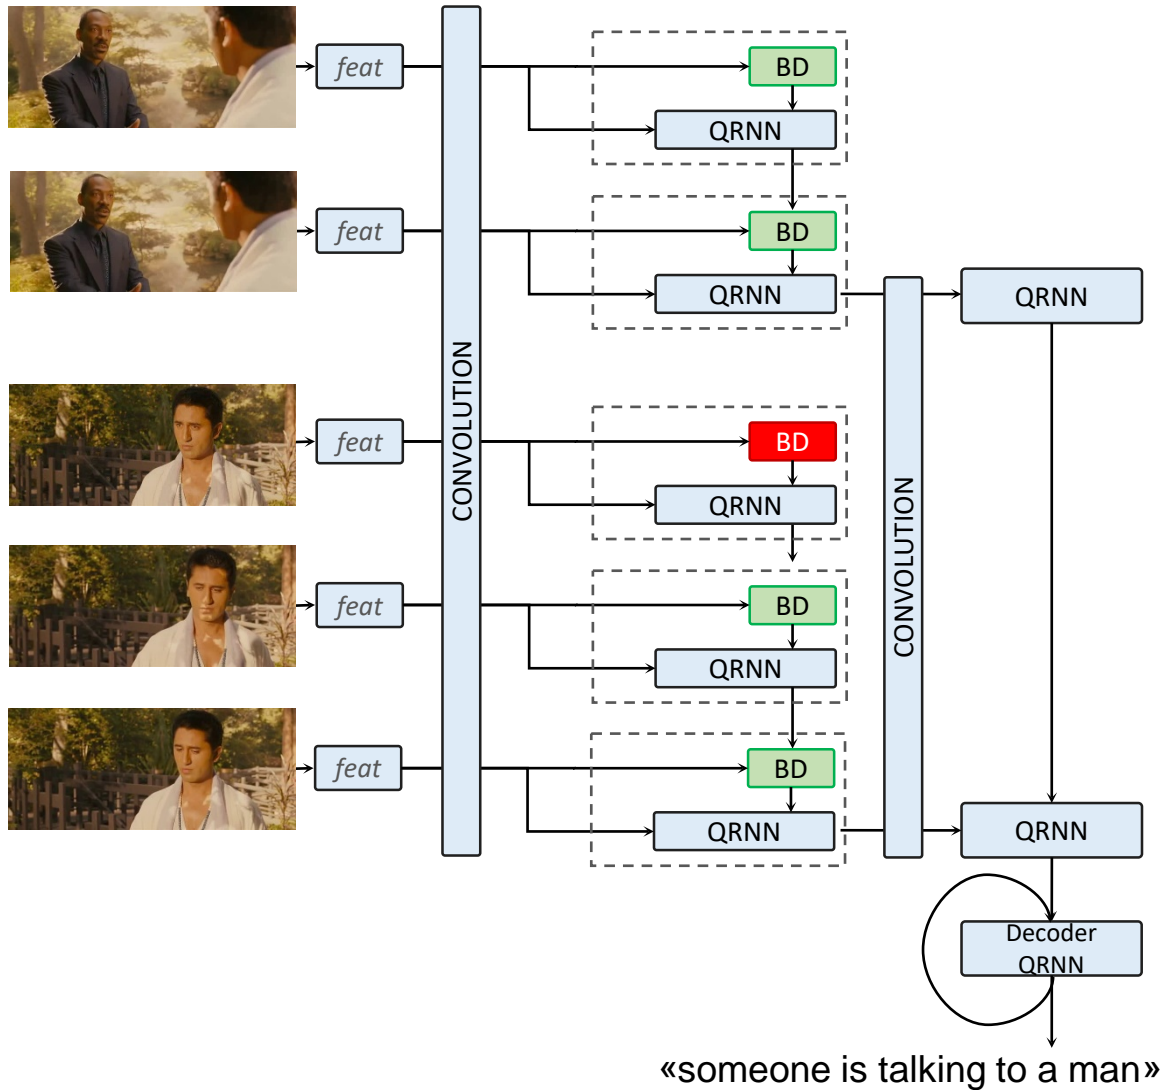 feat
BD
QRNN
feat
BD
QRNN
QRNN
CONVOLUTION
feat
BD
QRNN
CONVOLUTION
feat
BD
QRNN
feat
BD
QRNN
QRNN
Decoder
QRNN
«someone is talking to a man»